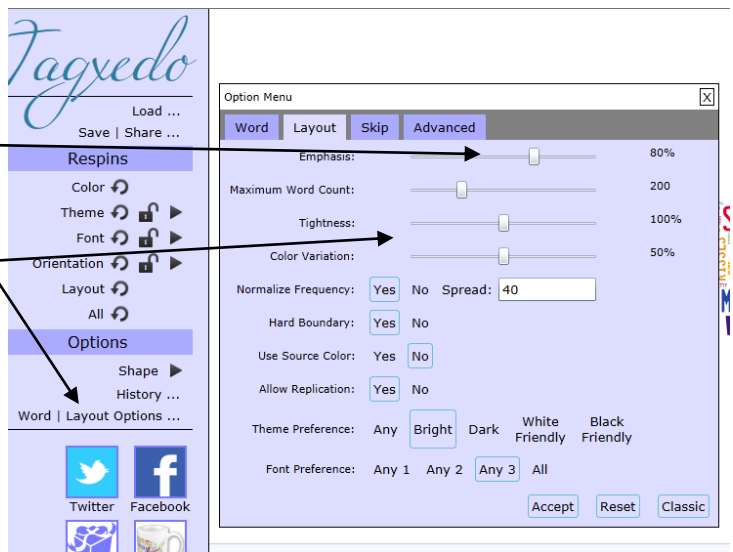 Tagxedo
Load ...
Save | Share ...
Respins
Color
Theme
Font
Orientation
Layout
All
Options
Shape
History ...
Word | Layout Options ...
Twitter Facebook
Option Menu X
Word Layout Skip Advanced
Emphasis: 80%
Maximum Word Count: 200
Tightness: 100%
Color Variation: 50%
Normalize Frequency: Yes No Spread: 40
Hard Boundary: Yes No
Use Source Color: Yes No
Allow Replication: Yes No
Theme Preference: Any Bright Dark White Friendly Black Friendly
Font Preference: Any 1 Any 2 Any 3 All
Accept Reset Classic